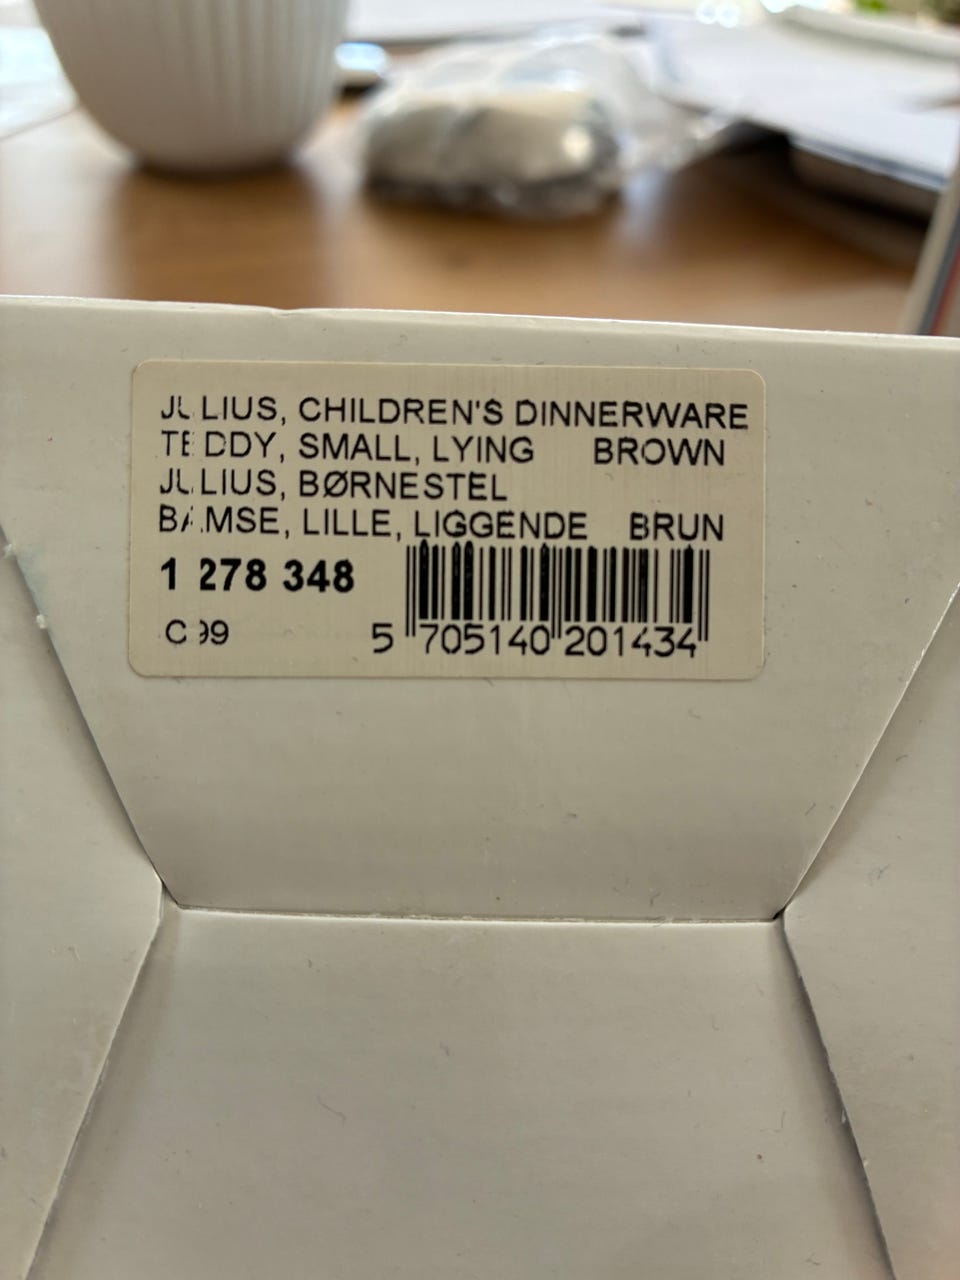 JULIUS, CHILDREN'S DINNERWARE
TEDDY, SMALL, LYING BROWN
JULIUS, BØRNESTEL
BAMSE, LILLE, LIGGENDE BRUN
1 278 348
C 99
5 705140 201434